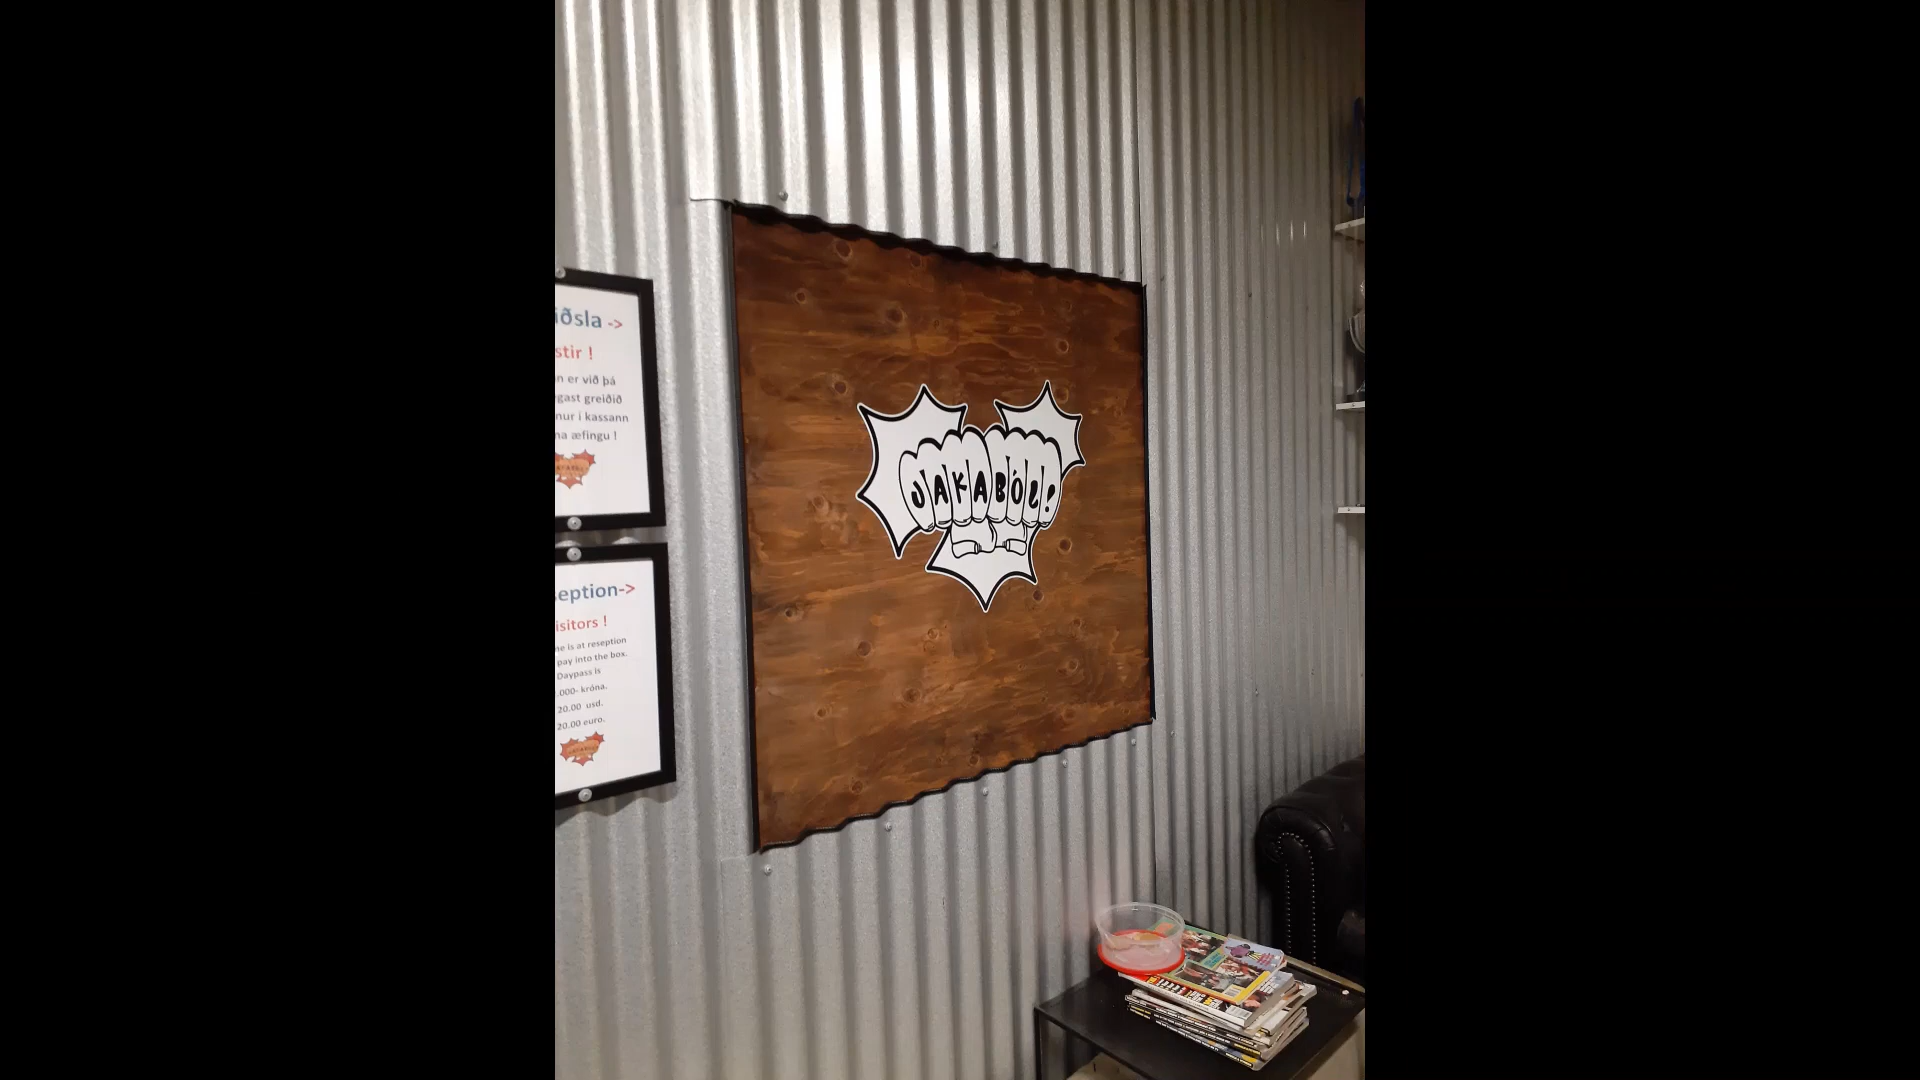 iðsla ->
stir !
n er við þá
gast greiðið
nur í kassann
na æfingu !
JAKABÓL!
eption->
isitors !
ne is at reseption
pay into the box.
Daypass is
.000- króna.
20.00 usd.
20.00 euro.